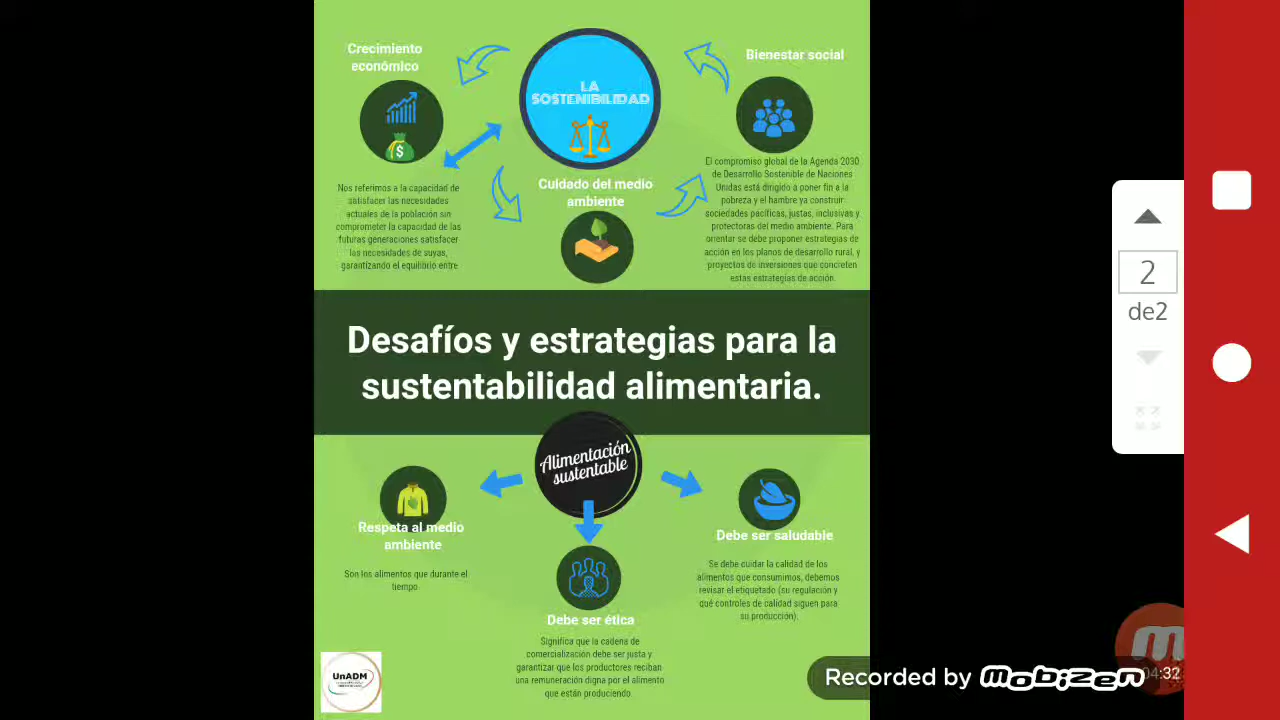 Crecimiento
económico
LA
SOSTENIBILIDAD
Bienestar social
Nos referimos a la capacidad de
satisfacer las necesidades
actuales de la población sin
comprometer la capacidad de las
futuras generaciones satisfacer
las necesidades de suyas,
garantizando el equilibrio entre
Cuidado del medio
ambiente
El compromiso global de la Agenda 2030
de Desarrollo Sostenible de Naciones
Unidas está dirigido a poner fin a la
pobreza y el hambre ya construir
sociedades pacíficas, justas, inclusivas y
protectoras del medio ambiente. Para
orientar se debe proponer estrategias de
acción en los planos de desarrollo rural, y
proyectos de inversiones que concreten
estas estrategias de acción.
Desafíos y estrategias para la
sustentabilidad alimentaria.
Alimentación
sustentable
Respeta al medio
ambiente
Son los alimentos que durante el
tiempo
Debe ser ética
Significa que la cadena de
comercialización debe ser justa y
garantizar que los productores reciban
una remuneración digna por el alimento
que están produciendo.
Debe ser saludable
Se debe cuidar la calidad de los
alimentos que consumimos, debemos
revisar el etiquetado (su regulación y
qué controles de calidad siguen para
su producción).
UnADM
2
de2
Recorded by mobizen
04:32